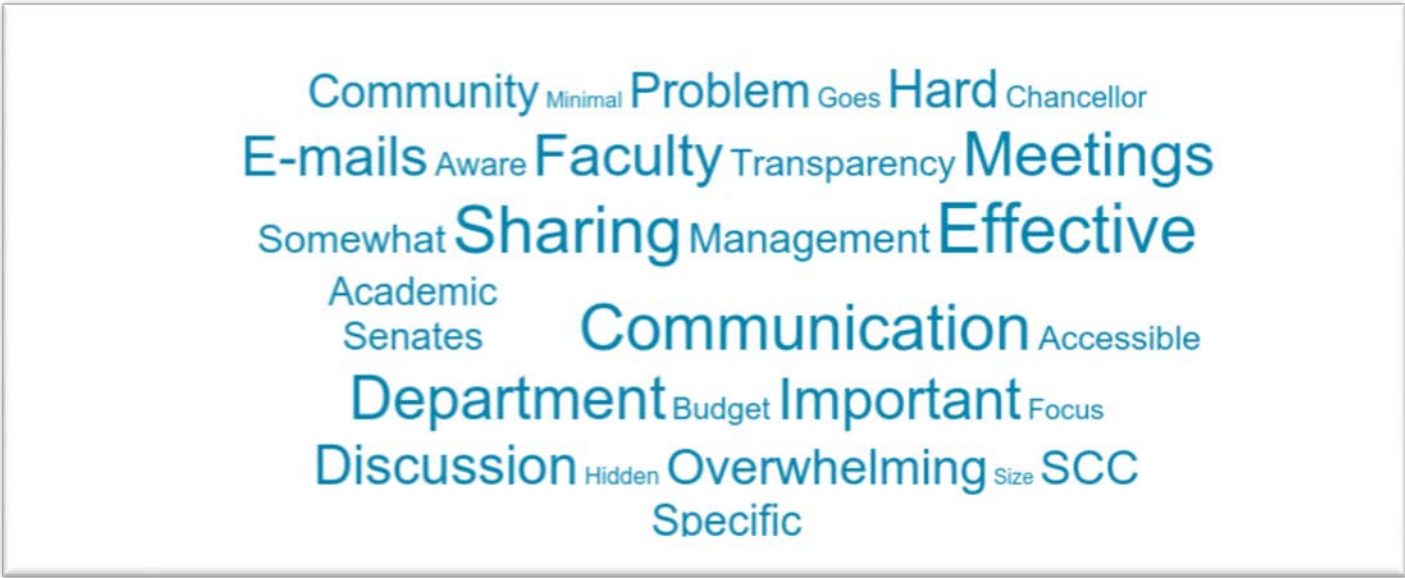 Community Minimal Problem Goes Hard Chancellor
E-mails Aware Faculty Transparency Meetings
Somewhat Sharing Management Effective
Academic
Senates Communication Accessible
Department Budget Important Focus
Discussion Hidden Overwhelming Size SCC
Specific